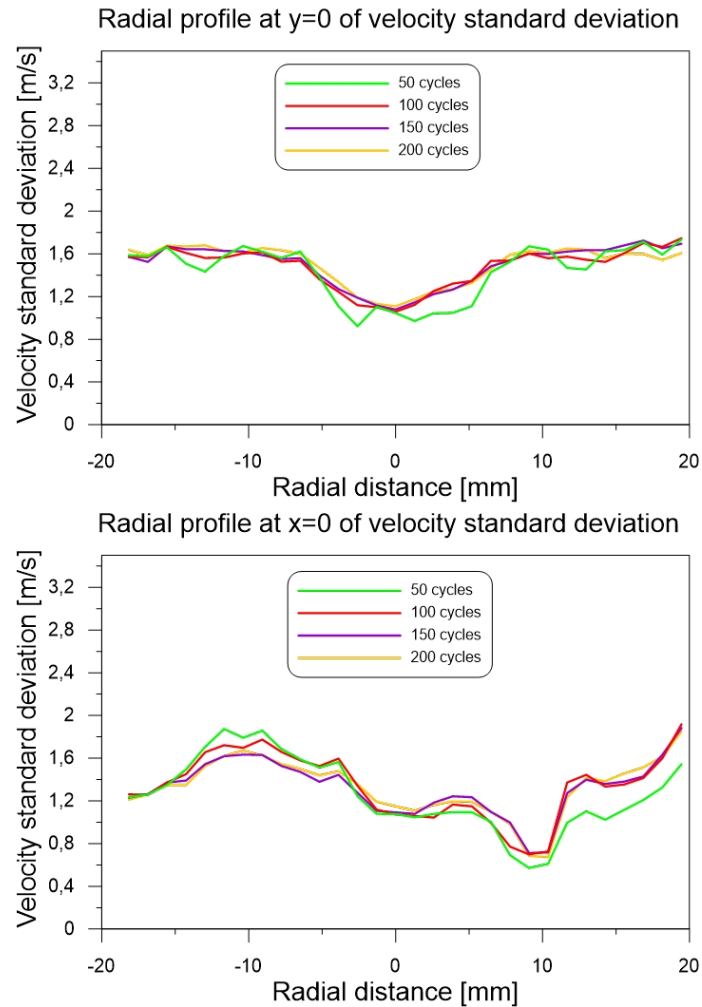 Radial profile at y=0 of velocity standard deviation
Velocity standard deviation [m/s]
3,2
2,8
2,4
2
1,6
1,2
0,8
0,4
0
50 cycles
100 cycles
150 cycles
200 cycles
-20
-10
0
10
20
Radial distance [mm]
Radial profile at x=0 of velocity standard deviation
Velocity standard deviation [m/s]
3,2
2,8
2,4
2
1,6
1,2
0,8
0,4
0
50 cycles
100 cycles
150 cycles
200 cycles
-20
-10
0
10
20
Radial distance [mm]